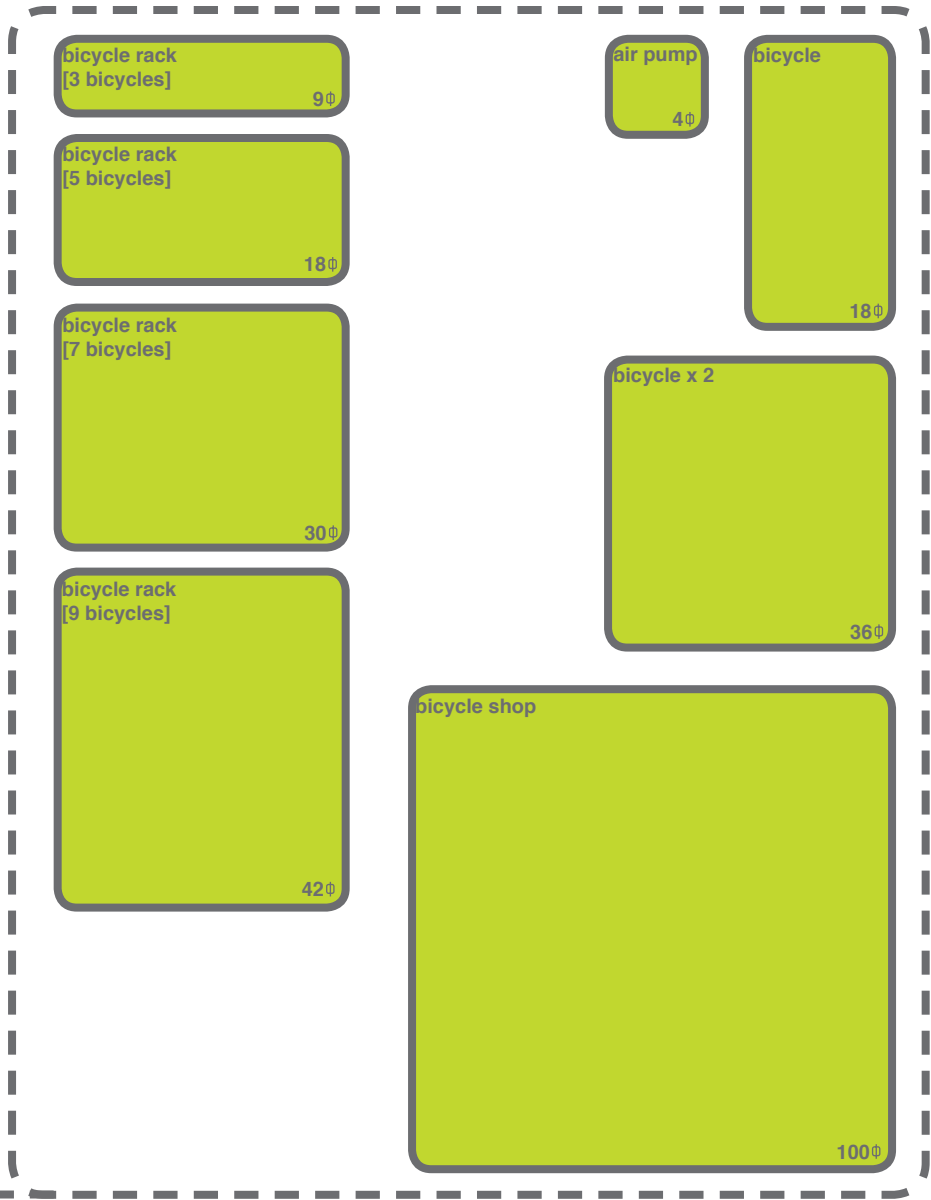 bicycle rack
[3 bicycles]
9⏀
bicycle rack
[5 bicycles]
18⏀
bicycle rack
[7 bicycles]
30⏀
bicycle rack
[9 bicycles]
42⏀
air pump
4⏀
bicycle
18⏀
bicycle x 2
36⏀
bicycle shop
100⏀